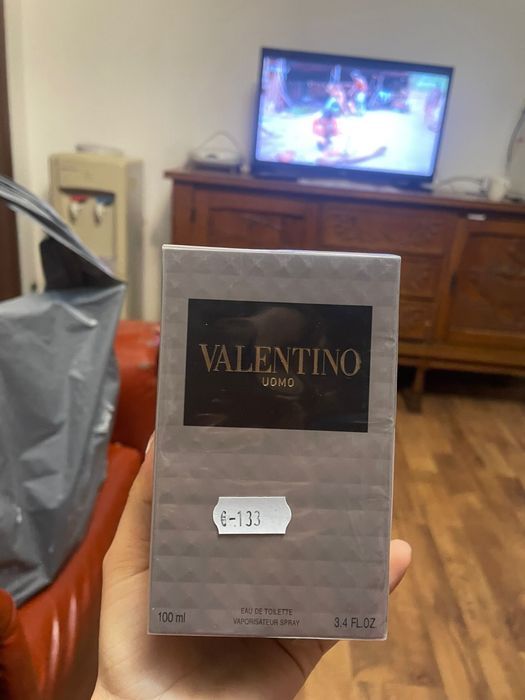 VALENTINO
UOMO
€-133
EAU DE TOILETTE
100 ml VAPORISATEUR SPRAY 3.4 FL.OZ